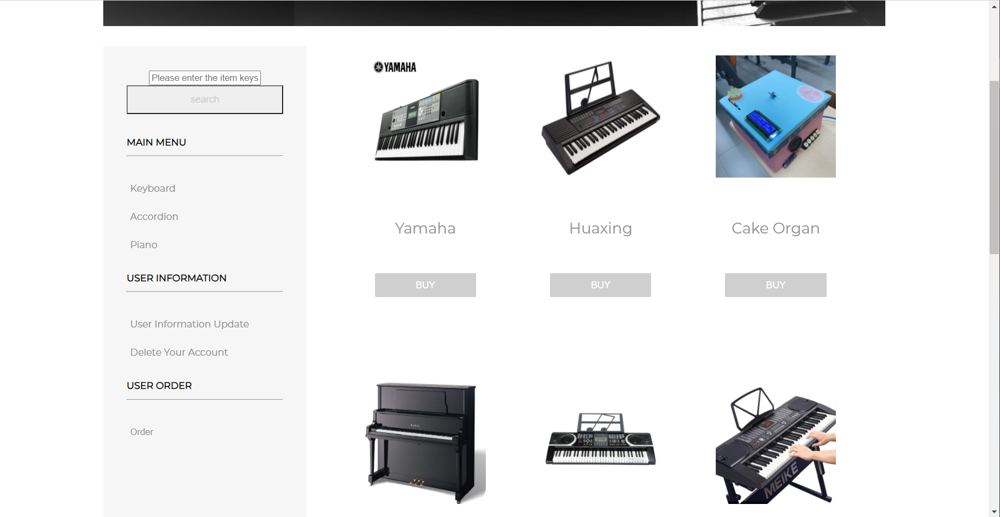 Please enter the item keys
search
MAIN MENU
Keyboard
Accordion
Piano
USER INFORMATION
User Information Update
Delete Your Account
USER ORDER
Order
YAMAHA
Yamaha
Huaxing
Cake Organ
BUY
BUY
BUY
KAWAI
MEIKE